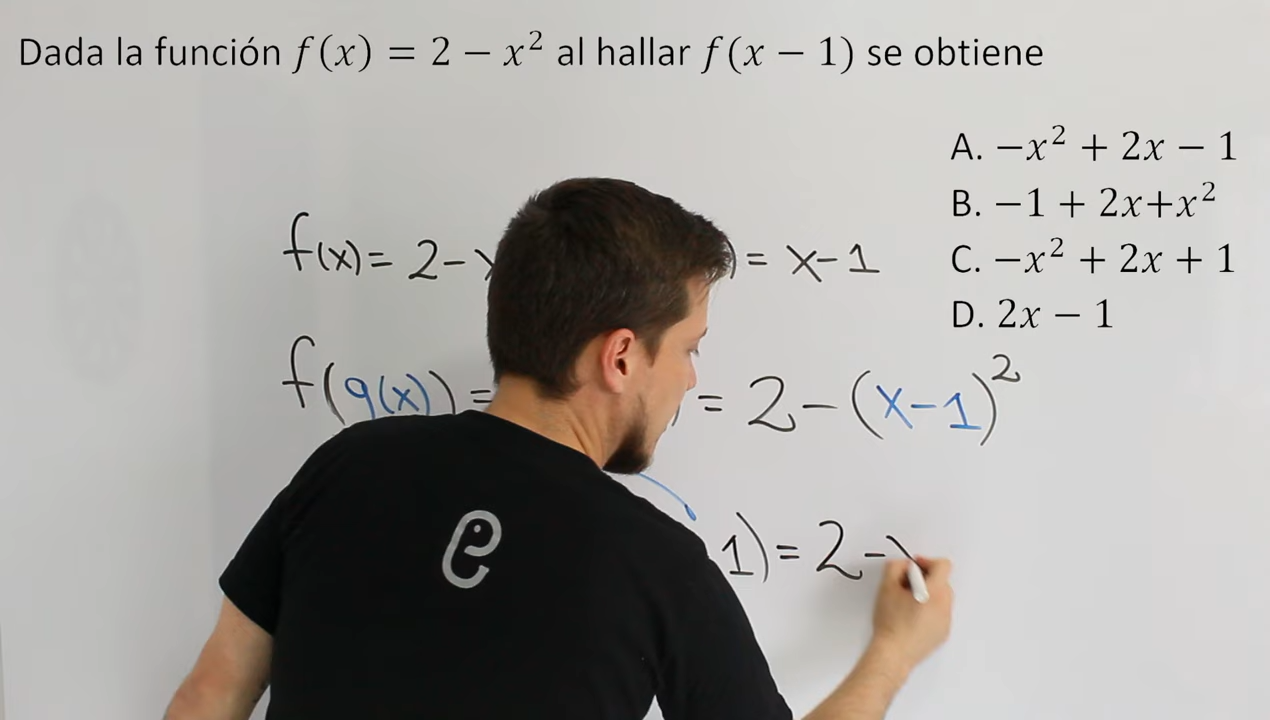 Dada la función f(x) = 2 − x² al hallar f(x − 1) se obtiene
A. −x² + 2x − 1
B. −1 + 2x+x²
C. −x² + 2x + 1
D. 2x − 1
f(x) = 2 − ) = x−1
f(g(x)) = = 2 − (x−1)²
1) = 2 −